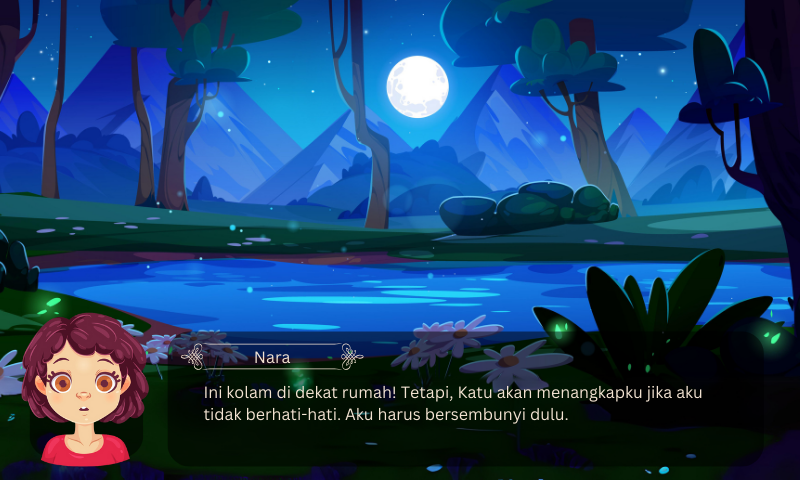 Nara
Ini kolam di dekat rumah! Tetapi, Katu akan menangkapku jika aku
tidak berhati-hati. Aku harus bersembunyi dulu.